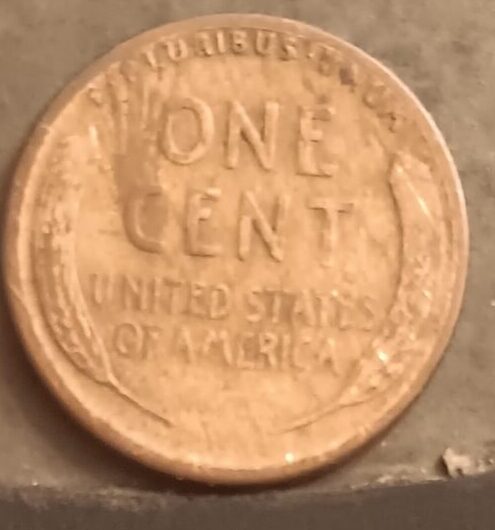 E PLURIBUS UNUM
ONE
CENT
UNITED STATES
OF AMERICA